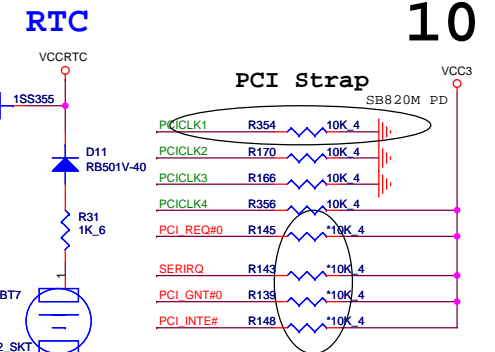 RTC
10
VCCRTC
VCC3
PCI Strap
1SS355
SB820M PD
PCICLK1 R354 10K_4
PCICLK2 R170 10K_4
D11
RB501V-40
PCICLK3 R166 10K_4
PCICLK4 R356 10K_4
R31
1K_6
PCI_REQ#0 R145 *10K_4
1
SERIRQ R143 *10K_4
BT7
PCI_GNT#0 R139 *10K_4
PCI_INTE# R148 *10K_4
2_SKT